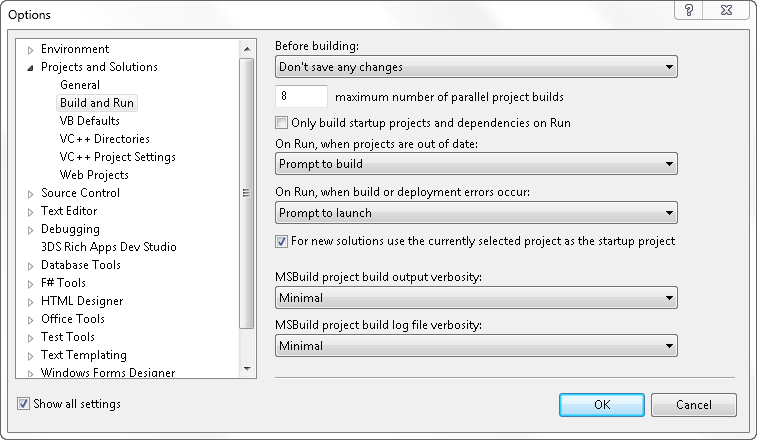 Options
Environment
Projects and Solutions
General
Build and Run
VB Defaults
VC++ Directories
VC++ Project Settings
Web Projects
Source Control
Text Editor
Debugging
3DS Rich Apps Dev Studio
Database Tools
F# Tools
HTML Designer
Office Tools
Test Tools
Text Templating
Windows Forms Designer
Show all settings
Before building:
Don't save any changes
8 maximum number of parallel project builds
Only build startup projects and dependencies on Run
On Run, when projects are out of date:
Prompt to build
On Run, when build or deployment errors occur:
Prompt to launch
For new solutions use the currently selected project as the startup project
MSBuild project build output verbosity:
Minimal
MSBuild project build log file verbosity:
Minimal
OK
Cancel